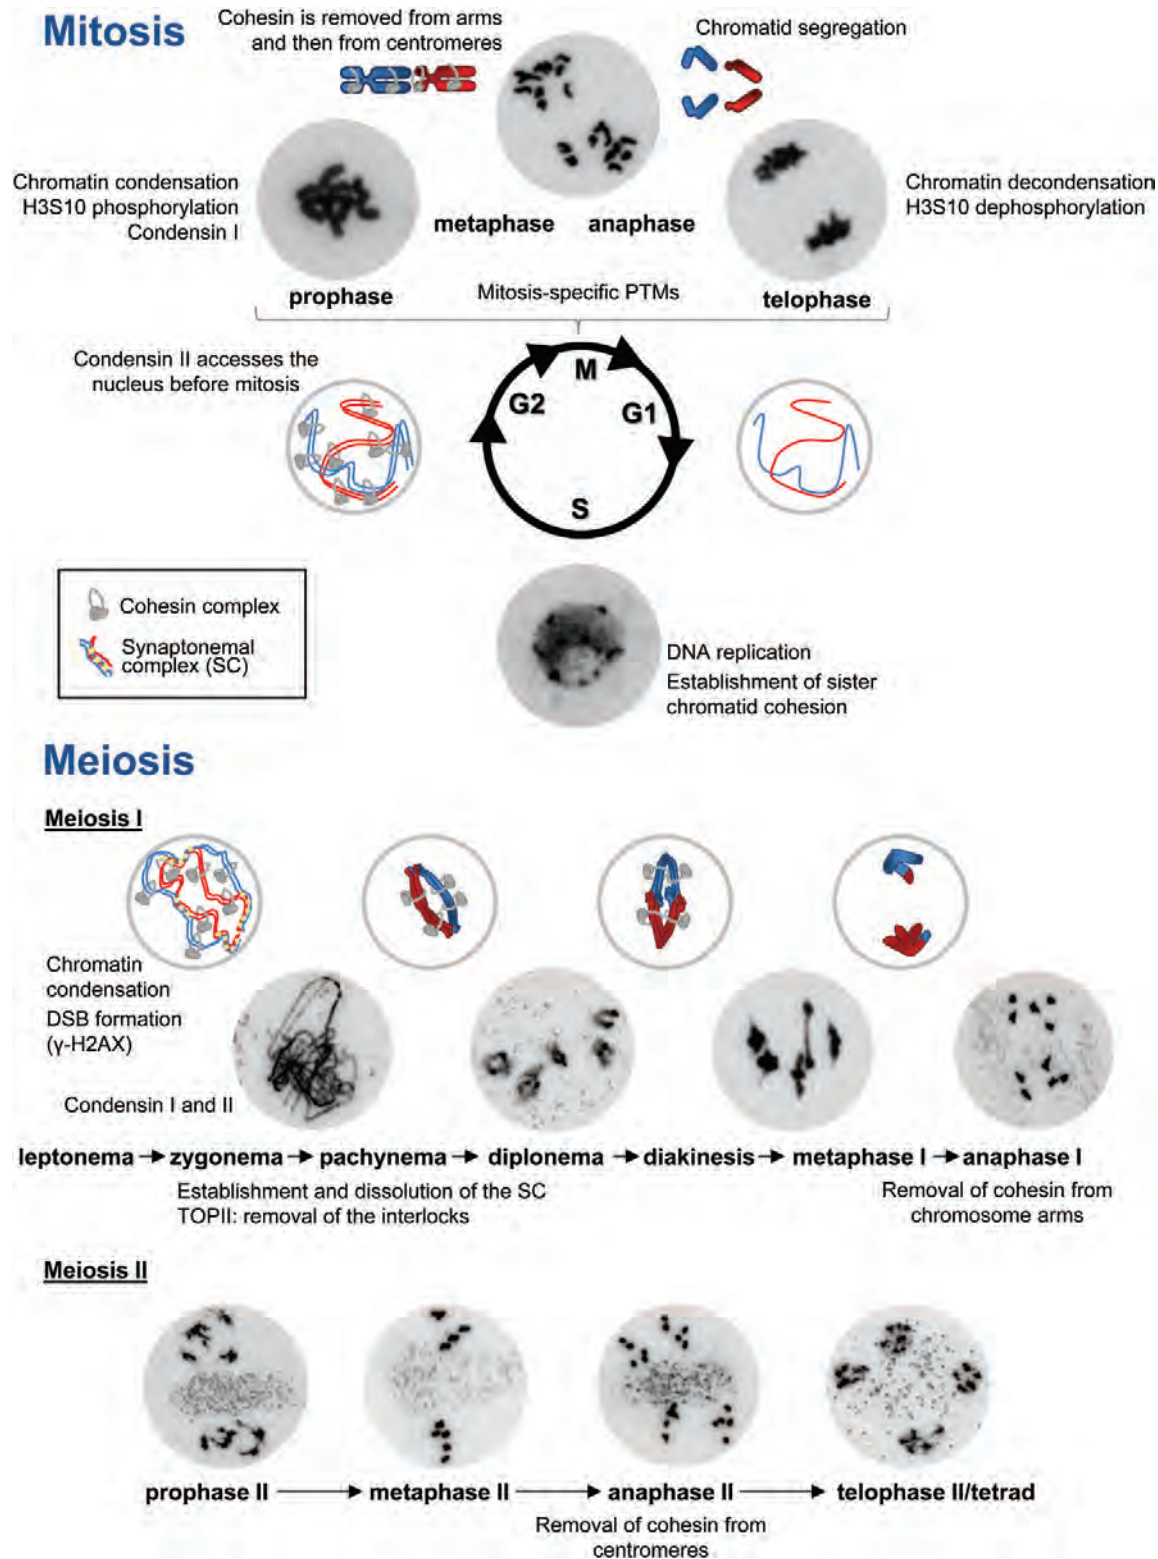 Mitosis
Cohesin is removed from arms
and then from centromeres
Chromatid segregation
Chromatin condensation
H3S10 phosphorylation
Condensin I
metaphase
anaphase
Chromatin decondensation
H3S10 dephosphorylation
prophase
Mitosis-specific PTMs
telophase
Condensin II accesses the
nucleus before mitosis
M
G2
G1
S
Cohesin complex
Synaptonemal
complex (SC)
DNA replication
Establishment of sister
chromatid cohesion
Meiosis
Meiosis I
Chromatin
condensation
DSB formation
(γ-H2AX)
Condensin I and II
leptonema → zygonema → pachynema → diplonema → diakinesis → metaphase I → anaphase I
Establishment and dissolution of the SC
TOPII: removal of the interlocks
Removal of cohesin from
chromosome arms
Meiosis II
prophase II → metaphase II → anaphase II → telophase II/tetrad
Removal of cohesin from
centromeres